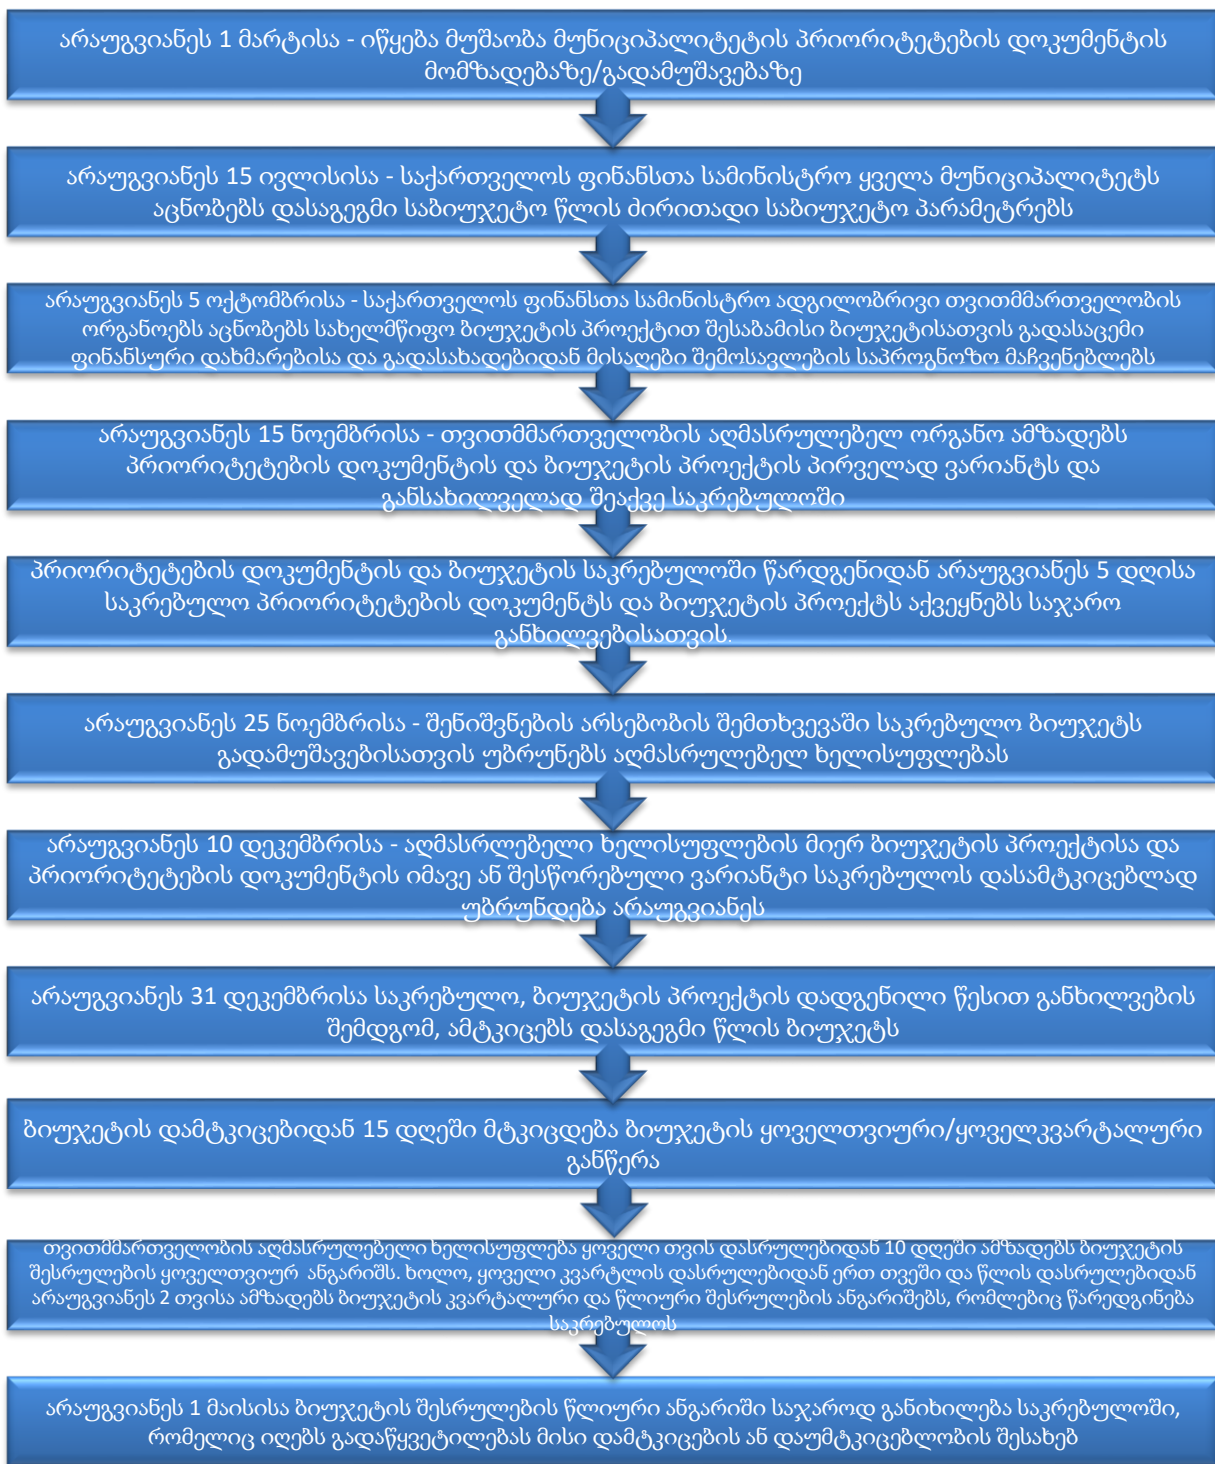 არაუგვიანეს 1 მარტისა - იწყება მუშაობა მუნიციპალიტეტის პრიორიტეტების დოკუმენტის
მომზადებაზე/გადამუშავებაზე
არაუგვიანეს 15 ივლისისა - საქართველოს ფინანსთა სამინისტრო ყველა მუნიციპალიტეტს
აცნობებს დასაგეგმი საბიუჯეტო წლის ძირითადი საბიუჯეტო პარამეტრებს
არაუგვიანეს 5 ოქტომბრისა - საქართველოს ფინანსთა სამინისტრო ადგილობრივი თვითმმართველობის
ორგანოებს აცნობებს სახელმწიფო ბიუჯეტის პროექტით შესაბამისი ბიუჯეტისათვის გადასაცემი
ფინანსური დახმარებისა და გადასახადებიდან მისაღები შემოსავლების საპროგნოზო მაჩვენებლებს
არაუგვიანეს 15 ნოემბრისა - თვითმმართველობის აღმასრულებელ ორგანო ამზადებს
პრიორიტეტების დოკუმენტის და ბიუჯეტის პროექტის პირველად ვარიანტს და
განსახილველად შეაქვე საკრებულოში
პრიორიტეტების დოკუმენტის და ბიუჯეტის საკრებულოში წარდგენიდან არაუგვიანეს 5 დღისა
საკრებულო პრიორიტეტების დოკუმენტს და ბიუჯეტის პროექტს აქვეყნებს საჯარო
განხილვებისათვის.
არაუგვიანეს 25 ნოემბრისა - შენიშვნების არსებობის შემთხვევაში საკრებულო ბიუჯეტს
გადამუშავებისათვის უბრუნებს აღმასრულებელ ხელისუფლებას
არაუგვიანეს 10 დეკემბრისა - აღმასრლებელი ხელისუფლების მიერ ბიუჯეტის პროექტისა და
პრიორიტეტების დოკუმენტის იმავე ან შესწორებული ვარიანტი საკრებულოს დასამტკიცებლად
უბრუნდება არაუგვიანეს
არაუგვიანეს 31 დეკემბრისა საკრებულო, ბიუჯეტის პროექტის დადგენილი წესით განხილვების
შემდგომ, ამტკიცებს დასაგეგმი წლის ბიუჯეტს
ბიუჯეტის დამტკიცებიდან 15 დღეში მტკიცდება ბიუჯეტის ყოველთვიური/ყოველკვარტალური
განწერა
თვითმმართველობის აღმასრულებელი ხელისუფლება ყოველი თვის დასრულებიდან 10 დღეში ამზადებს ბიუჯეტის
შესრულების ყოველთვიურ ანგარიშს. ხოლო, ყოველი კვარტლის დასრულებიდან ერთ თვეში და წლის დასრულებიდან
არაუგვიანეს 2 თვისა ამზადებს ბიუჯეტის კვარტალური და წლიური შესრულების ანგარიშებს, რომლებიც წარედგინება
საკრებულოს
არაუგვიანეს 1 მაისისა ბიუჯეტის შესრულების წლიური ანგარიში საჯაროდ განიხილება საკრებულოში,
რომელიც იღებს გადაწყვეტილებას მისი დამტკიცების ან დაუმტკიცებლობის შესახებ